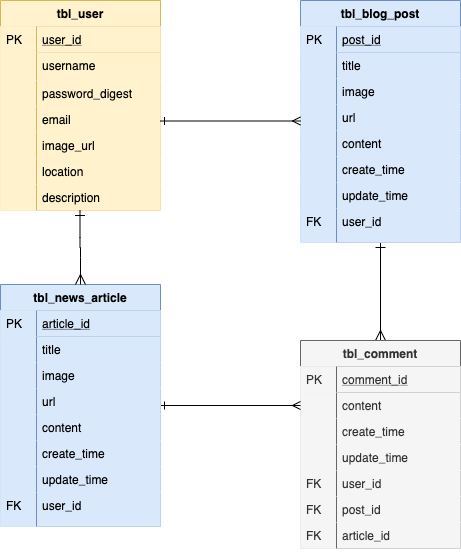 tbl_user
PK user_id
username
password_digest
email
image_url
location
description
tbl_blog_post
PK post_id
title
image
url
content
create_time
update_time
FK user_id
tbl_news_article
PK article_id
title
image
url
content
create_time
update_time
FK user_id
tbl_comment
PK comment_id
content
create_time
update_time
FK user_id
FK post_id
FK article_id